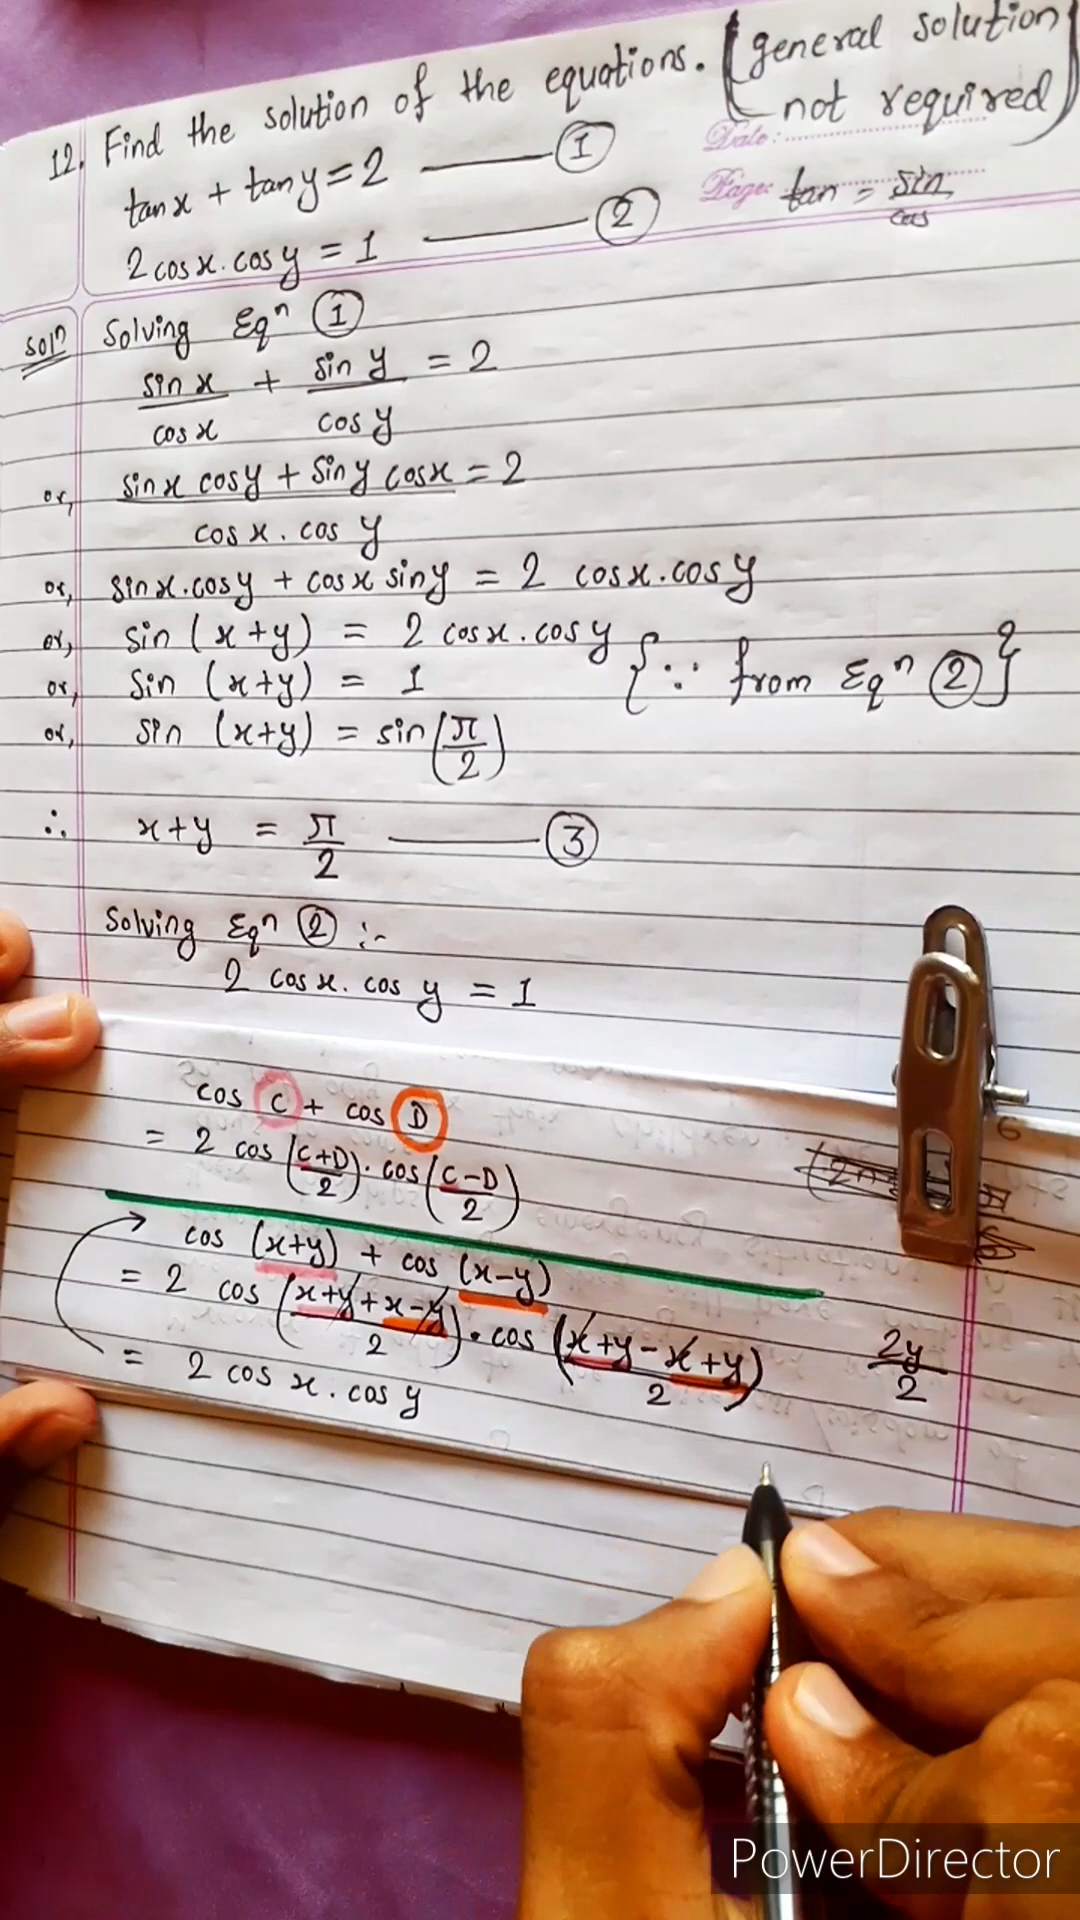 12. Find the solution of the equations. (general solution
not required)
tan x + tan y = 2 ——— ①
Date:
Page: tan = sin/cos
2 cos x . cos y = 1 ——— ②
Solⁿ Solving Eqⁿ ①
sin x/cos x + sin y/cos y = 2
or, (sin x cos y + sin y cos x)/(cos x . cos y) = 2
or, sin x . cos y + cos x sin y = 2 cos x . cos y
or, sin (x+y) = 2 cos x . cos y
or, sin (x+y) = 1 {∵ from Eqⁿ ②}
or, sin (x+y) = sin (π/2)
∴ x+y = π/2 ——— ③
Solving Eqⁿ ② :-
2 cos x . cos y = 1
cos C + cos D
= 2 cos ((C+D)/2) . cos ((C-D)/2)
→ cos (x+y) + cos (x-y)
= 2 cos ((x+y+x-y)/2) . cos ((x+y-x+y)/2) 2y/2
= 2 cos x . cos y
PowerDirector